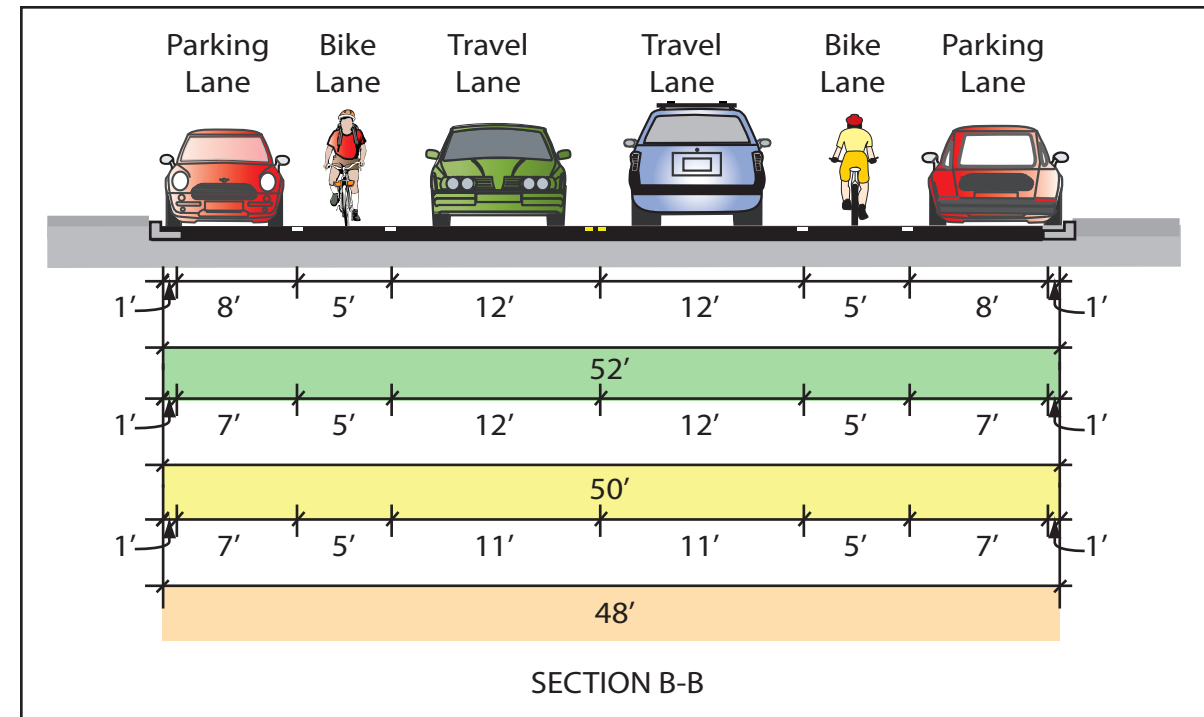 Parking Bike Travel Travel Bike Parking
Lane Lane Lane Lane Lane Lane
1’ 8’ 5’ 12’ 12’ 5’ 8’ 1’
52’
1’ 7’ 5’ 12’ 12’ 5’ 7’ 1’
50’
1’ 7’ 5’ 11’ 11’ 5’ 7’ 1’
48’
SECTION B-B